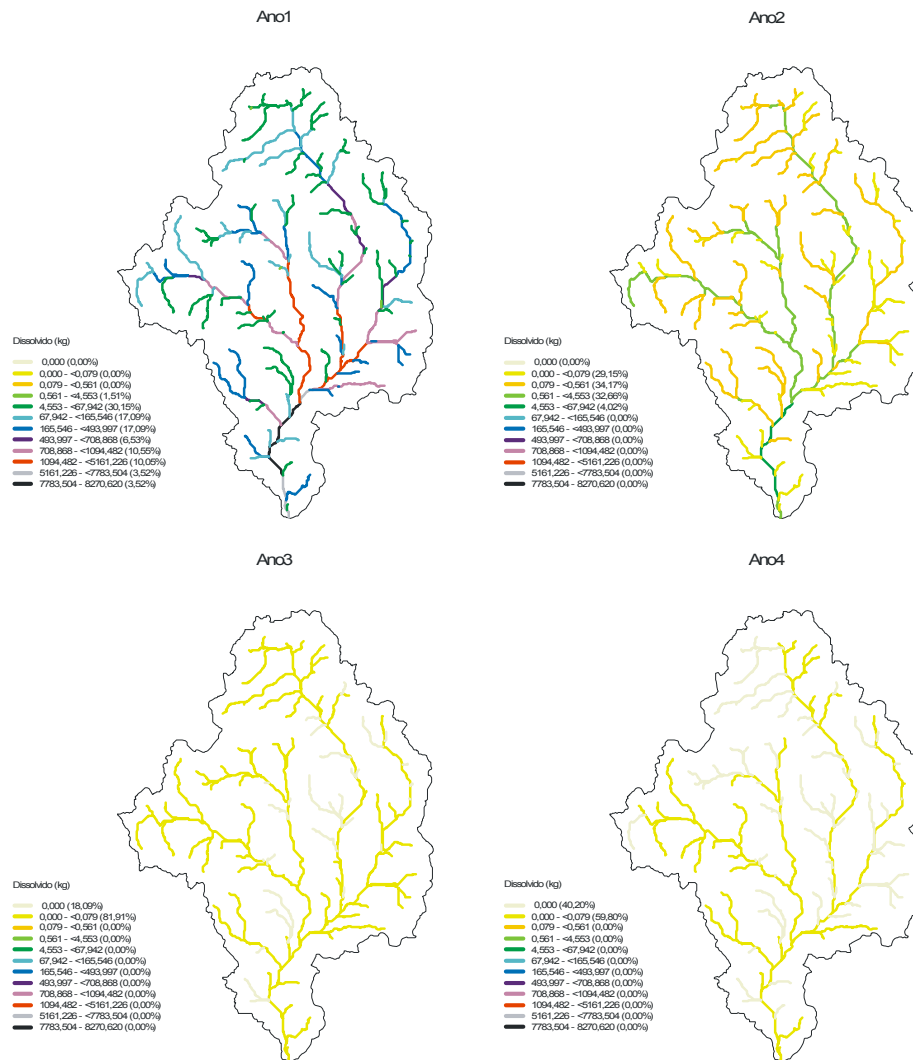 Ano1
Dissolvido (kg)
0,000 (0,00%)
0,000 - <0,079 (0,00%)
0,079 - <0,561 (0,00%)
0,561 - <4,553 (1,51%)
4,553 - <67,942 (30,15%)
67,942 - <165,546 (17,09%)
165,546 - <493,997 (17,09%)
493,997 - <708,868 (6,53%)
708,868 - <1094,482 (10,55%)
1094,482 - <5161,226 (10,05%)
5161,226 - <7783,504 (3,52%)
7783,504 - 8270,620 (3,52%)
Ano2
Dissolvido (kg)
0,000 (0,00%)
0,000 - <0,079 (29,15%)
0,079 - <0,561 (34,17%)
0,561 - <4,553 (32,66%)
4,553 - <67,942 (4,02%)
67,942 - <165,546 (0,00%)
165,546 - <493,997 (0,00%)
493,997 - <708,868 (0,00%)
708,868 - <1094,482 (0,00%)
1094,482 - <5161,226 (0,00%)
5161,226 - <7783,504 (0,00%)
7783,504 - 8270,620 (0,00%)
Ano3
Dissolvido (kg)
0,000 (18,09%)
0,000 - <0,079 (81,91%)
0,079 - <0,561 (0,00%)
0,561 - <4,553 (0,00%)
4,553 - <67,942 (0,00%)
67,942 - <165,546 (0,00%)
165,546 - <493,997 (0,00%)
493,997 - <708,868 (0,00%)
708,868 - <1094,482 (0,00%)
1094,482 - <5161,226 (0,00%)
5161,226 - <7783,504 (0,00%)
7783,504 - 8270,620 (0,00%)
Ano4
Dissolvido (kg)
0,000 (40,20%)
0,000 - <0,079 (59,80%)
0,079 - <0,561 (0,00%)
0,561 - <4,553 (0,00%)
4,553 - <67,942 (0,00%)
67,942 - <165,546 (0,00%)
165,546 - <493,997 (0,00%)
493,997 - <708,868 (0,00%)
708,868 - <1094,482 (0,00%)
1094,482 - <5161,226 (0,00%)
5161,226 - <7783,504 (0,00%)
7783,504 - 8270,620 (0,00%)